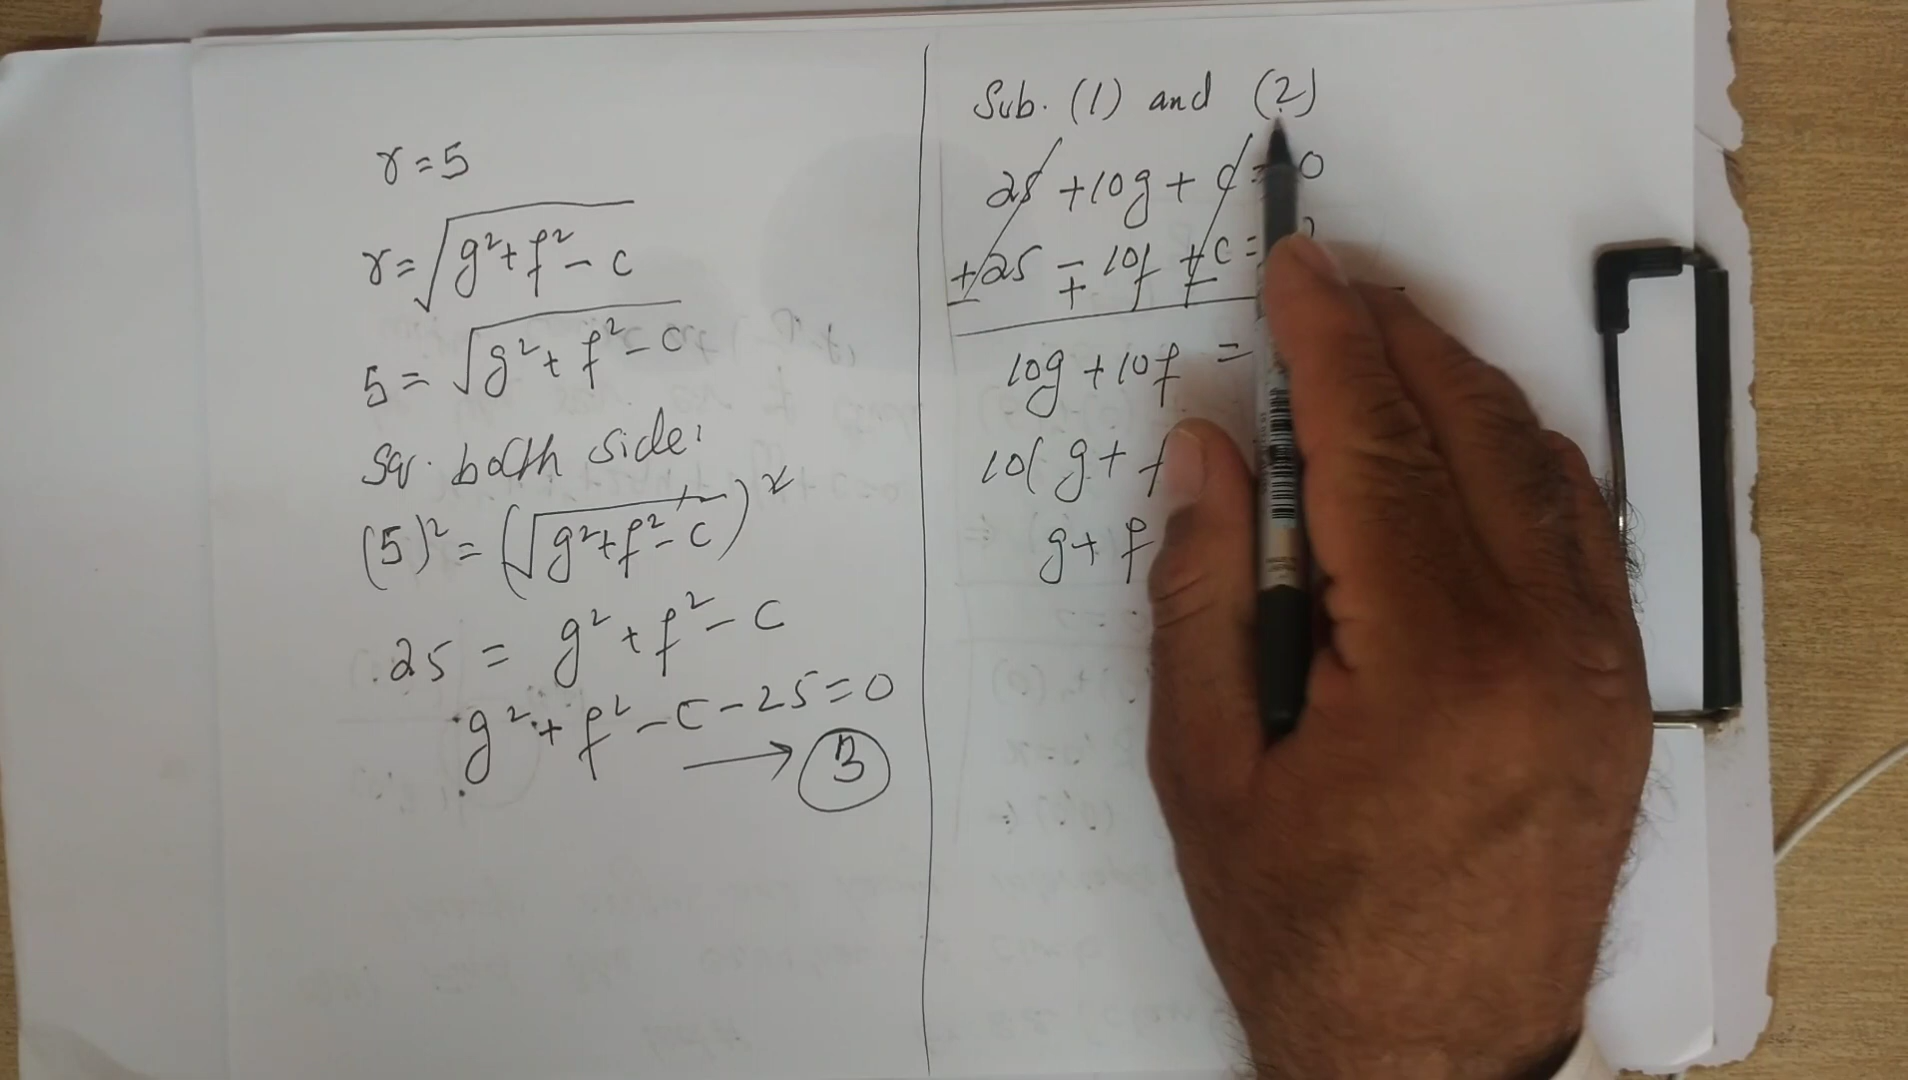 r=5
r=√g²+f²-c
5=√g²+f²-c
Sq. both side:
(5)²=(√g²+f²-c)²
25 = g²+f²-c
g²+f²-c-25=0
→ 3
Sub. (1) and (2)
25 +10g + c = 0
+25 - 10f + c =
- + -
10g + 10f =
10( g +
g + f